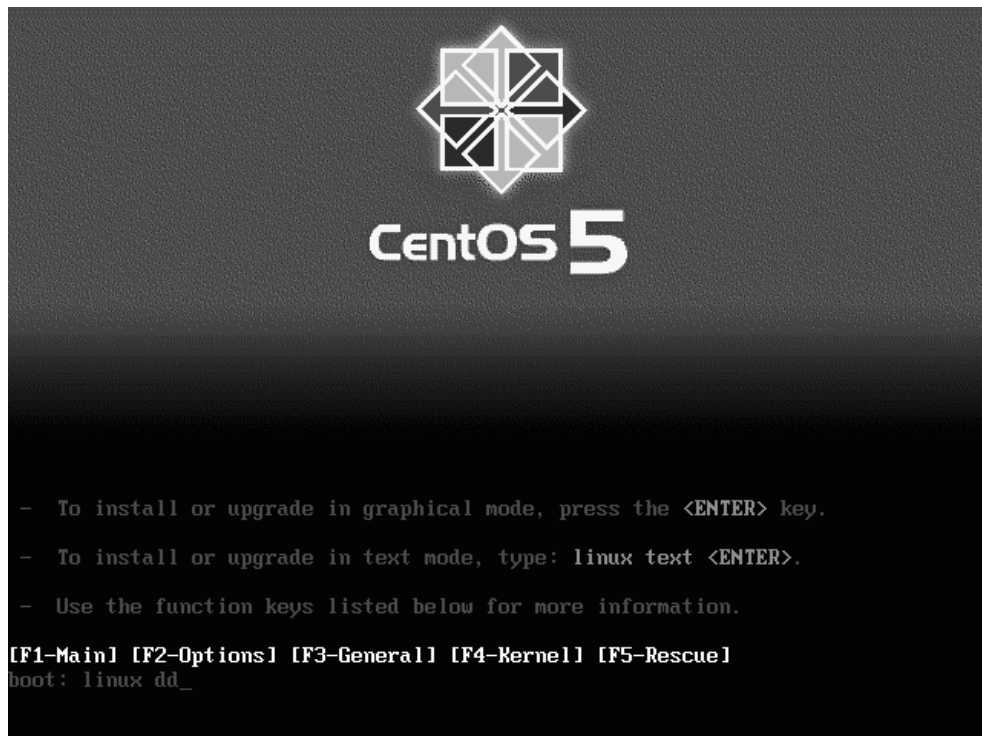 CentOS 5
- To install or upgrade in graphical mode, press the <ENTER> key.
- To install or upgrade in text mode, type: linux text <ENTER>.
- Use the function keys listed below for more information.
[F1-Main] [F2-Options] [F3-General] [F4-Kernel] [F5-Rescue]
boot: linux dd_